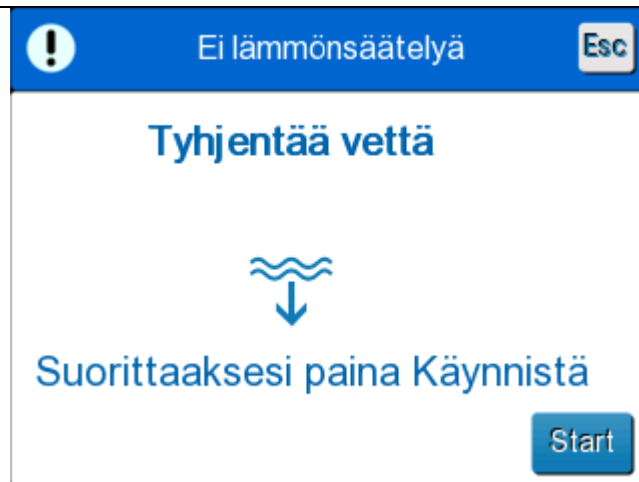 Ei lämmönsäätelyä Esc
Tyhjentää vettä
Suorittaaksesi paina Käynnistä
Start